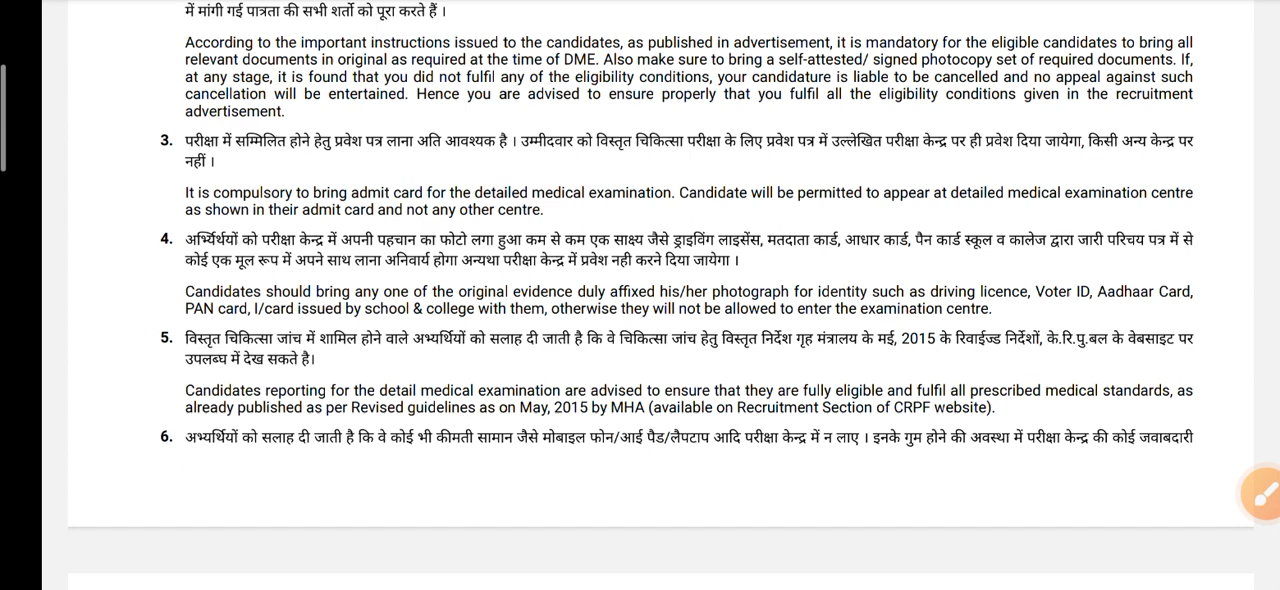 में मांगी गई पात्रता की सभी शर्तो को पूरा करते हैं ।
According to the important instructions issued to the candidates, as published in advertisement, it is mandatory for the eligible candidates to bring all
relevant documents in original as required at the time of DME. Also make sure to bring a self-attested/ signed photocopy set of required documents. If,
at any stage, it is found that you did not fulfil any of the eligibility conditions, your candidature is liable to be cancelled and no appeal against such
cancellation will be entertained. Hence you are advised to ensure properly that you fulfil all the eligibility conditions given in the recruitment
advertisement.
3. परीक्षा में सम्मिलित होने हेतु प्रवेश पत्र लाना अति आवश्यक है । उम्मीदवार को विस्तृत चिकित्सा परीक्षा के लिए प्रवेश पत्र में उल्लेखित परीक्षा केन्द्र पर ही प्रवेश दिया जायेगा, किसी अन्य केन्द्र पर
नहीं ।
It is compulsory to bring admit card for the detailed medical examination. Candidate will be permitted to appear at detailed medical examination centre
as shown in their admit card and not any other centre.
4. अर्भ्यिथयों को परीक्षा केन्द्र में अपनी पहचान का फोटो लगा हुआ कम से कम एक साक्ष्य जैसे ड्राइविंग लाइसेंस, मतदाता कार्ड, आधार कार्ड, पैन कार्ड स्कूल व कालेज द्वारा जारी परिचय पत्र में से
कोई एक मूल रूप में अपने साथ लाना अनिवार्य होगा अन्यथा परीक्षा केन्द्र में प्रवेश नही करने दिया जायेगा ।
Candidates should bring any one of the original evidence duly affixed his/her photograph for identity such as driving licence, Voter ID, Aadhaar Card,
PAN card, I/card issued by school & college with them, otherwise they will not be allowed to enter the examination centre.
5. विस्तृत चिकित्सा जांच में शामिल होने वाले अभ्यर्थियों को सलाह दी जाती है कि वे चिकित्सा जांच हेतु विस्तृत निर्देश गृह मंत्रालय के मई, 2015 के रिवाईज्ड निर्देशों, के.रि.पु.बल के वेबसाइट पर
उपलब्घ में देख सकते है।
Candidates reporting for the detail medical examination are advised to ensure that they are fully eligible and fulfil all prescribed medical standards, as
already published as per Revised guidelines as on May, 2015 by MHA (available on Recruitment Section of CRPF website).
6. अभ्यर्थियों को सलाह दी जाती है कि वे कोई भी कीमती सामान जैसे मोबाइल फोन/आई पैड/लैपटाप आदि परीक्षा केन्द्र में न लाए । इनके गुम होने की अवस्था में परीक्षा केन्द्र की कोई जवाबदारी